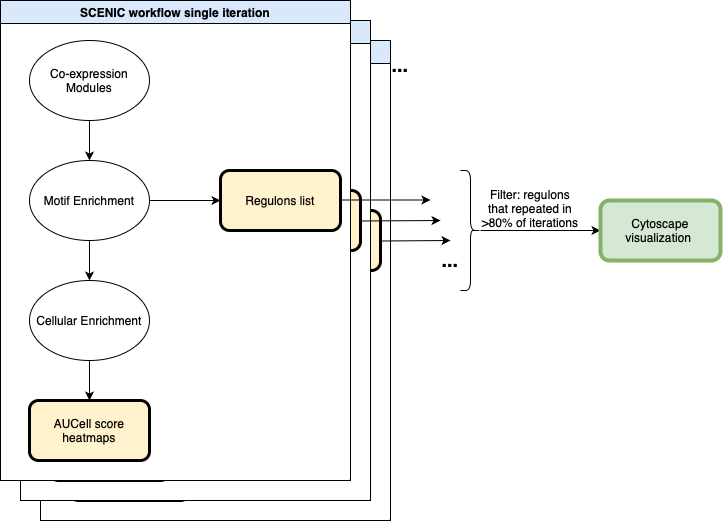 SCENIC workflow single iteration
Co-expression
Modules
...
Motif Enrichment
Regulons list
Filter: regulons
that repeated in
>80% of iterations
Cytoscape
visualization
...
Cellular Enrichment
AUCell score
heatmaps